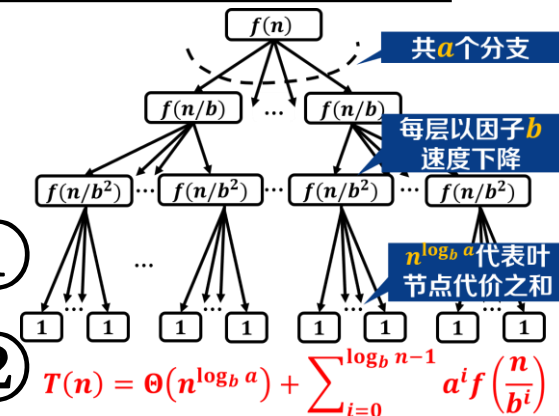 f(n)
共a个分支
f(n/b) ... f(n/b)
每层以因子b
速度下降
f(n/b²) ... f(n/b²) ... f(n/b²) ... f(n/b²)
n^{log_b a}代表叶
节点代价之和
...
... ... ... ...
1 1 1 1 1 1 1 1
2
T(n) = Θ(n^{log_b a}) + ∑_{i=0}^{log_b n−1} a^i f(n/b^i)